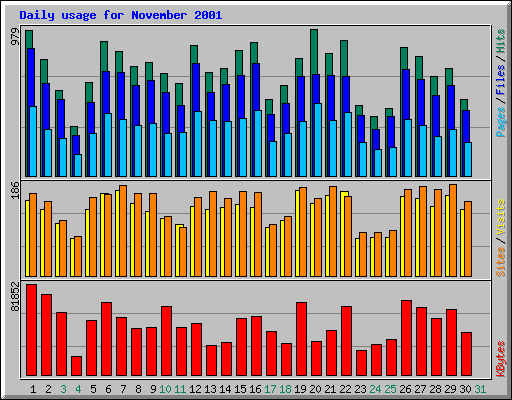 Daily usage for November 2001
979
Pages / Files / Hits
186
Sites / Visits
81852
KBytes
1 2 3 4 5 6 7 8 9 10 11 12 13 14 15 16 17 18 19 20 21 22 23 24 25 26 27 28 29 30 31